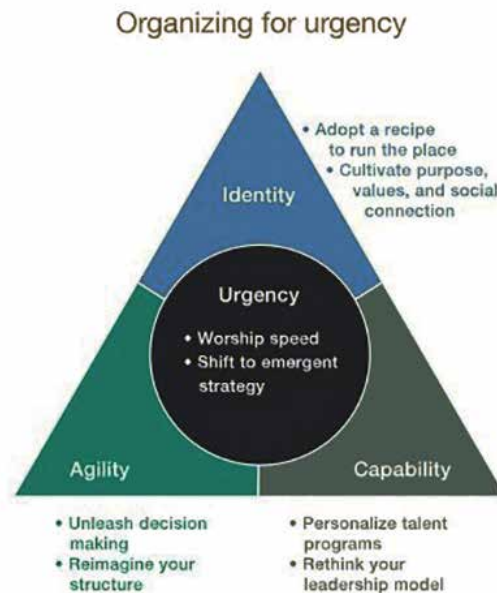 Organizing for urgency
• Adopt a recipe
to run the place
• Cultivate purpose,
values, and social
connection
Identity
Urgency
• Worship speed
• Shift to emergent
strategy
Agility
Capability
• Unleash decision
making
• Reimagine your
structure
• Personalize talent
programs
• Rethink your
leadership model